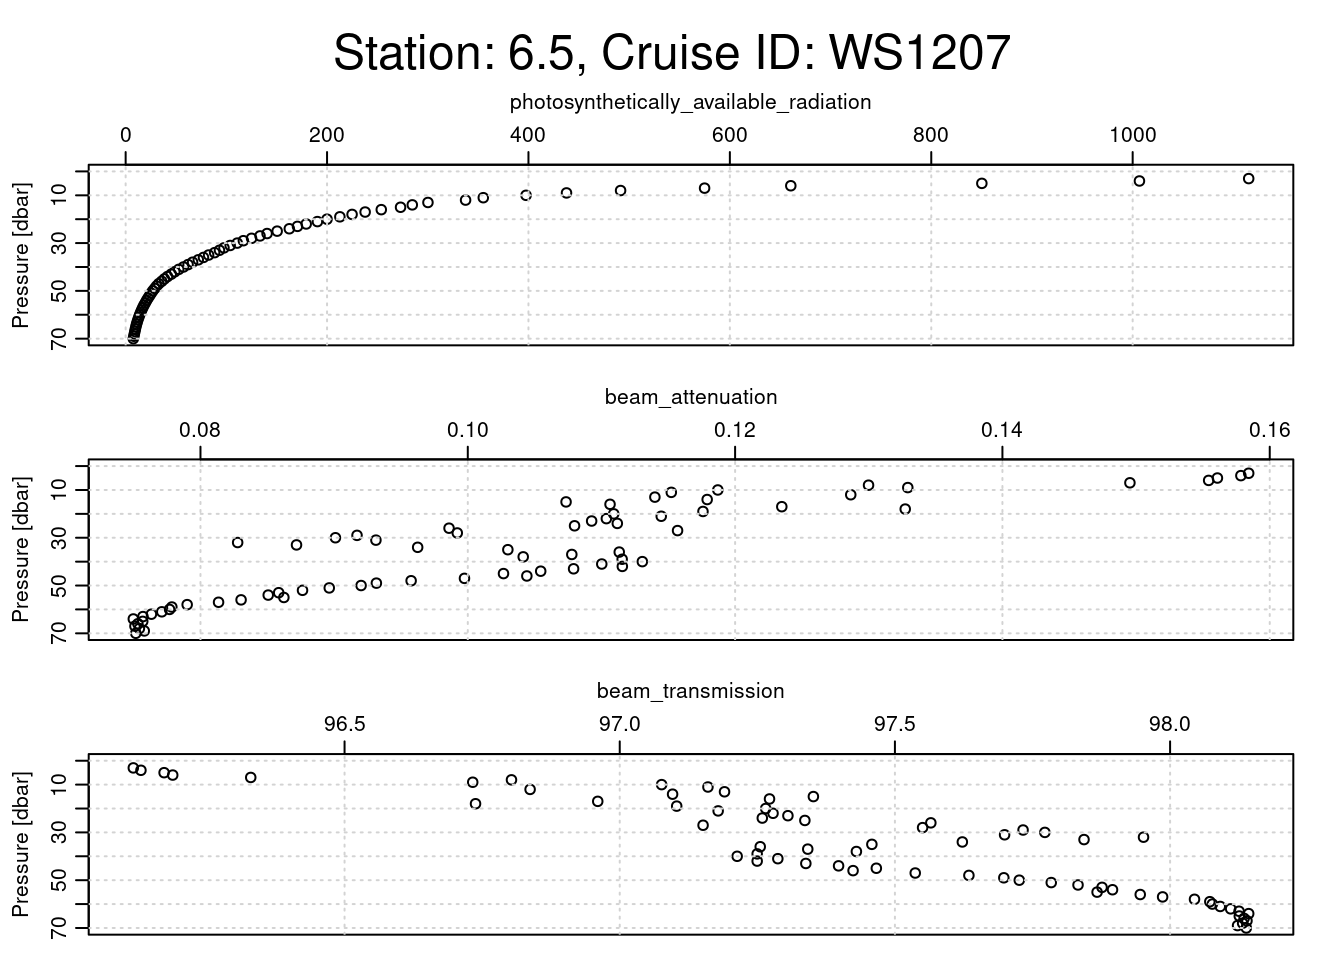 Station: 6.5, Cruise ID: WS1207
photosynthetically_available_radiation
0 200 400 600 800 1000
Pressure [dbar]
10 30 50 70
beam_attenuation
0.08 0.10 0.12 0.14 0.16
Pressure [dbar]
10 30 50 70
beam_transmission
96.5 97.0 97.5 98.0
Pressure [dbar]
10 30 50 70